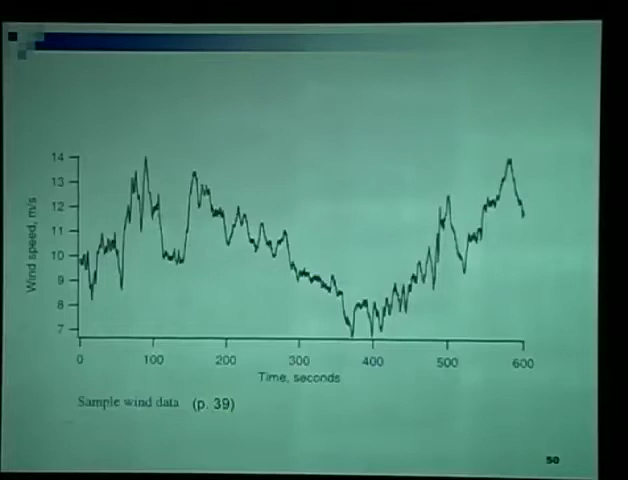 14
13
12
11
10
9
8
7
Wind speed, m/s
0 100 200 300 400 500 600
Time, seconds
Sample wind data (p. 39)
50